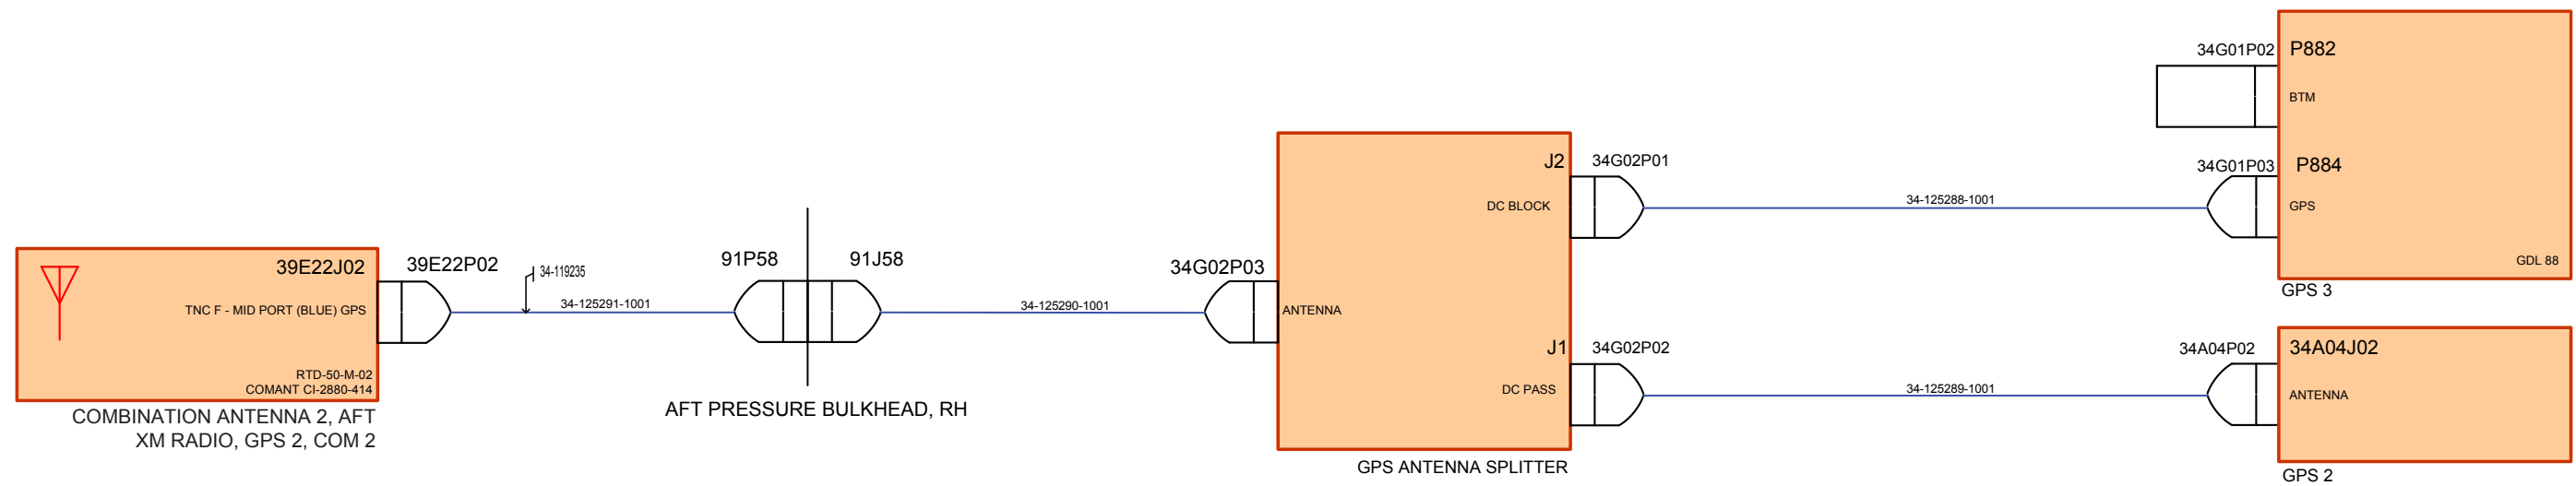 39E22J02
TNC F - MID PORT (BLUE) GPS
RTD-50-M-02
COMANT CI-2880-414
COMBINATION ANTENNA 2, AFT
XM RADIO, GPS 2, COM 2
39E22P02
34-119235
34-125291-1001
91P58
91J58
AFT PRESSURE BULKHEAD, RH
34-125290-1001
34G02P03
ANTENNA
J2
DC BLOCK
J1
DC PASS
GPS ANTENNA SPLITTER
34G02P01
34-125288-1001
34G02P02
34-125289-1001
34G01P02
P882
BTM
34G01P03
P884
GPS
GDL 88
GPS 3
34A04P02
34A04J02
ANTENNA
GPS 2